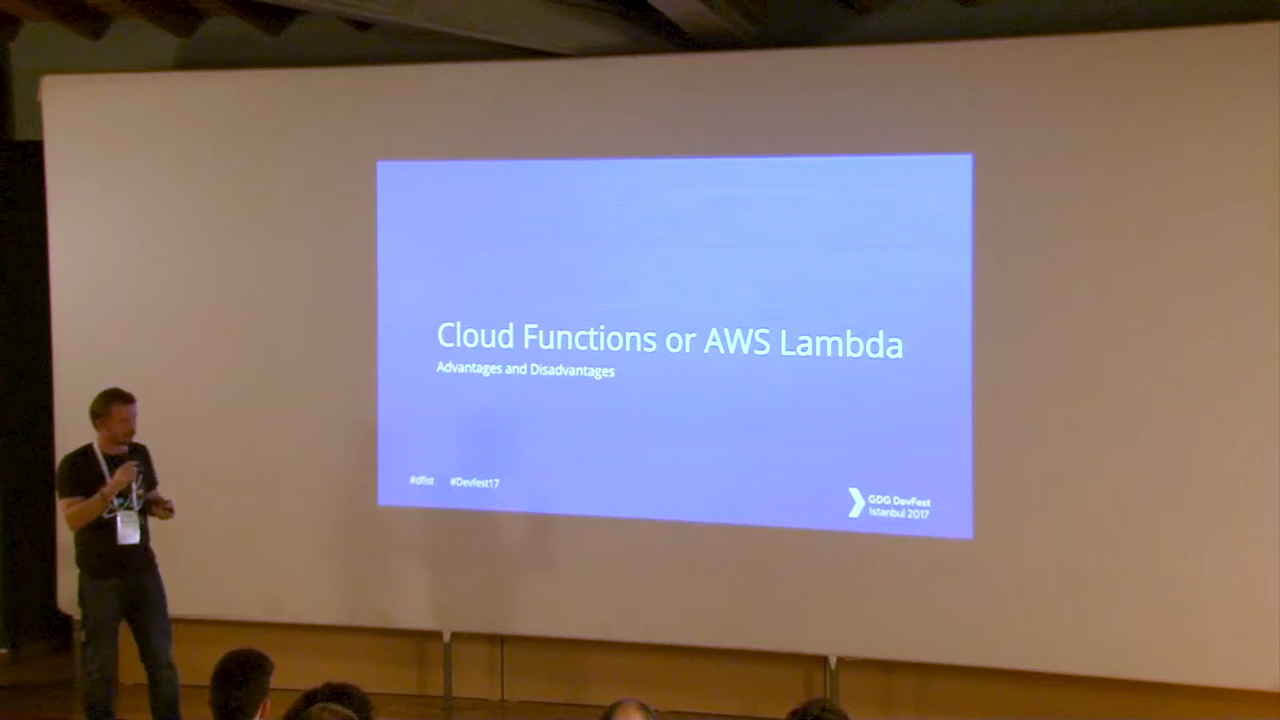 Cloud Functions or AWS Lambda
Advantages and Disadvantages
#dfist #Devfest17
GDG DevFest
Istanbul 2017